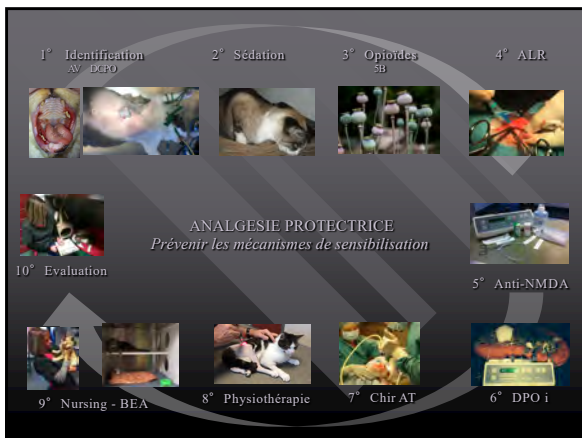 1° Identification
AV DCPO
2° Sédation
3° Opioïdes
5B
4° ALR
ANALGESIE PROTECTRICE
Prévenir les mécanismes de sensibilisation
10° Evaluation
5° Anti-NMDA
9° Nursing - BEA
8° Physiothérapie
7° Chir AT
6° DPO i